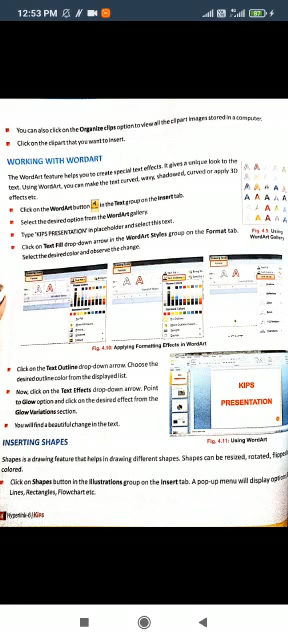 12:53 PM
87
You can also click on the Organize clips option to view all the clipart images stored in a computer.
Click on the clipart that you want to insert.
WORKING WITH WORDART
The WordArt feature helps you to create special text effects. It gives a unique look to the
text. Using WordArt, you can make the text curved, wavy, shadowed, curved or apply 3D
effects etc.
Click on the WordArt button in the Text group on the Insert tab.
Select the desired option from the WordArt gallery.
Type 'KIPS PRESENTATION' in placeholder and select this text.
Click on Text Fill drop-down arrow in the WordArt Styles group on the Format tab.
Select the desired color and observe the change.
Fig. 4.9: Using
WordArt Gallery
Fig. 4.10: Applying Formatting Effects in WordArt
Click on the Text Outline drop-down arrow. Choose the
desired outline color from the displayed list.
Now, click on the Text Effects drop-down arrow. Point
to Glow option and click on the desired effect from the
Glow Variations section.
You will find a beautiful change in the text.
KIPS
PRESENTATION
Fig. 4.11: Using WordArt
INSERTING SHAPES
Shapes is a drawing feature that helps in drawing different shapes. Shapes can be resized, rotated, flipped
colored.
Click on Shapes button in the Illustrations group on the Insert tab. A pop-up menu will display option
Lines, Rectangles, Flowchart etc.
Hyperlink-6 | Kips